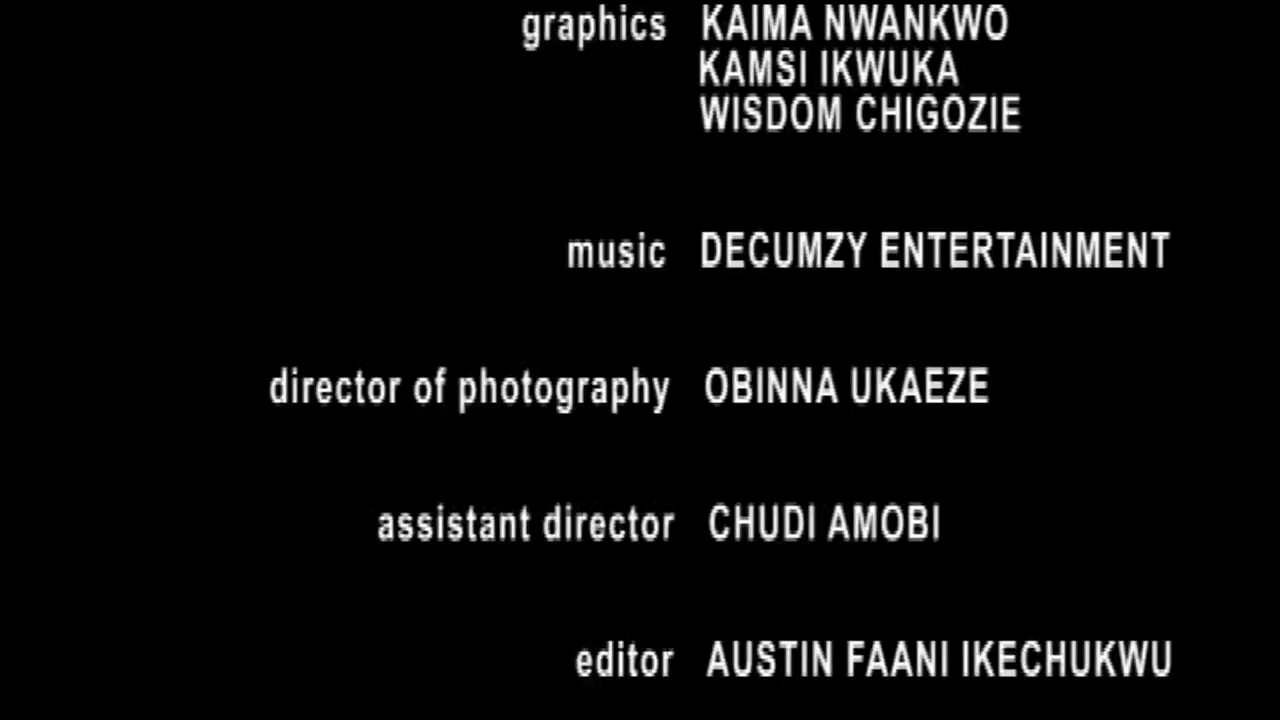 graphics KAIMA NWANKWO
KAMSI IKWUKA
WISDOM CHIGOZIE
music DECUMZY ENTERTAINMENT
director of photography OBINNA UKAEZE
assistant director CHUDI AMOBI
editor AUSTIN FAANI IKECHUKWU